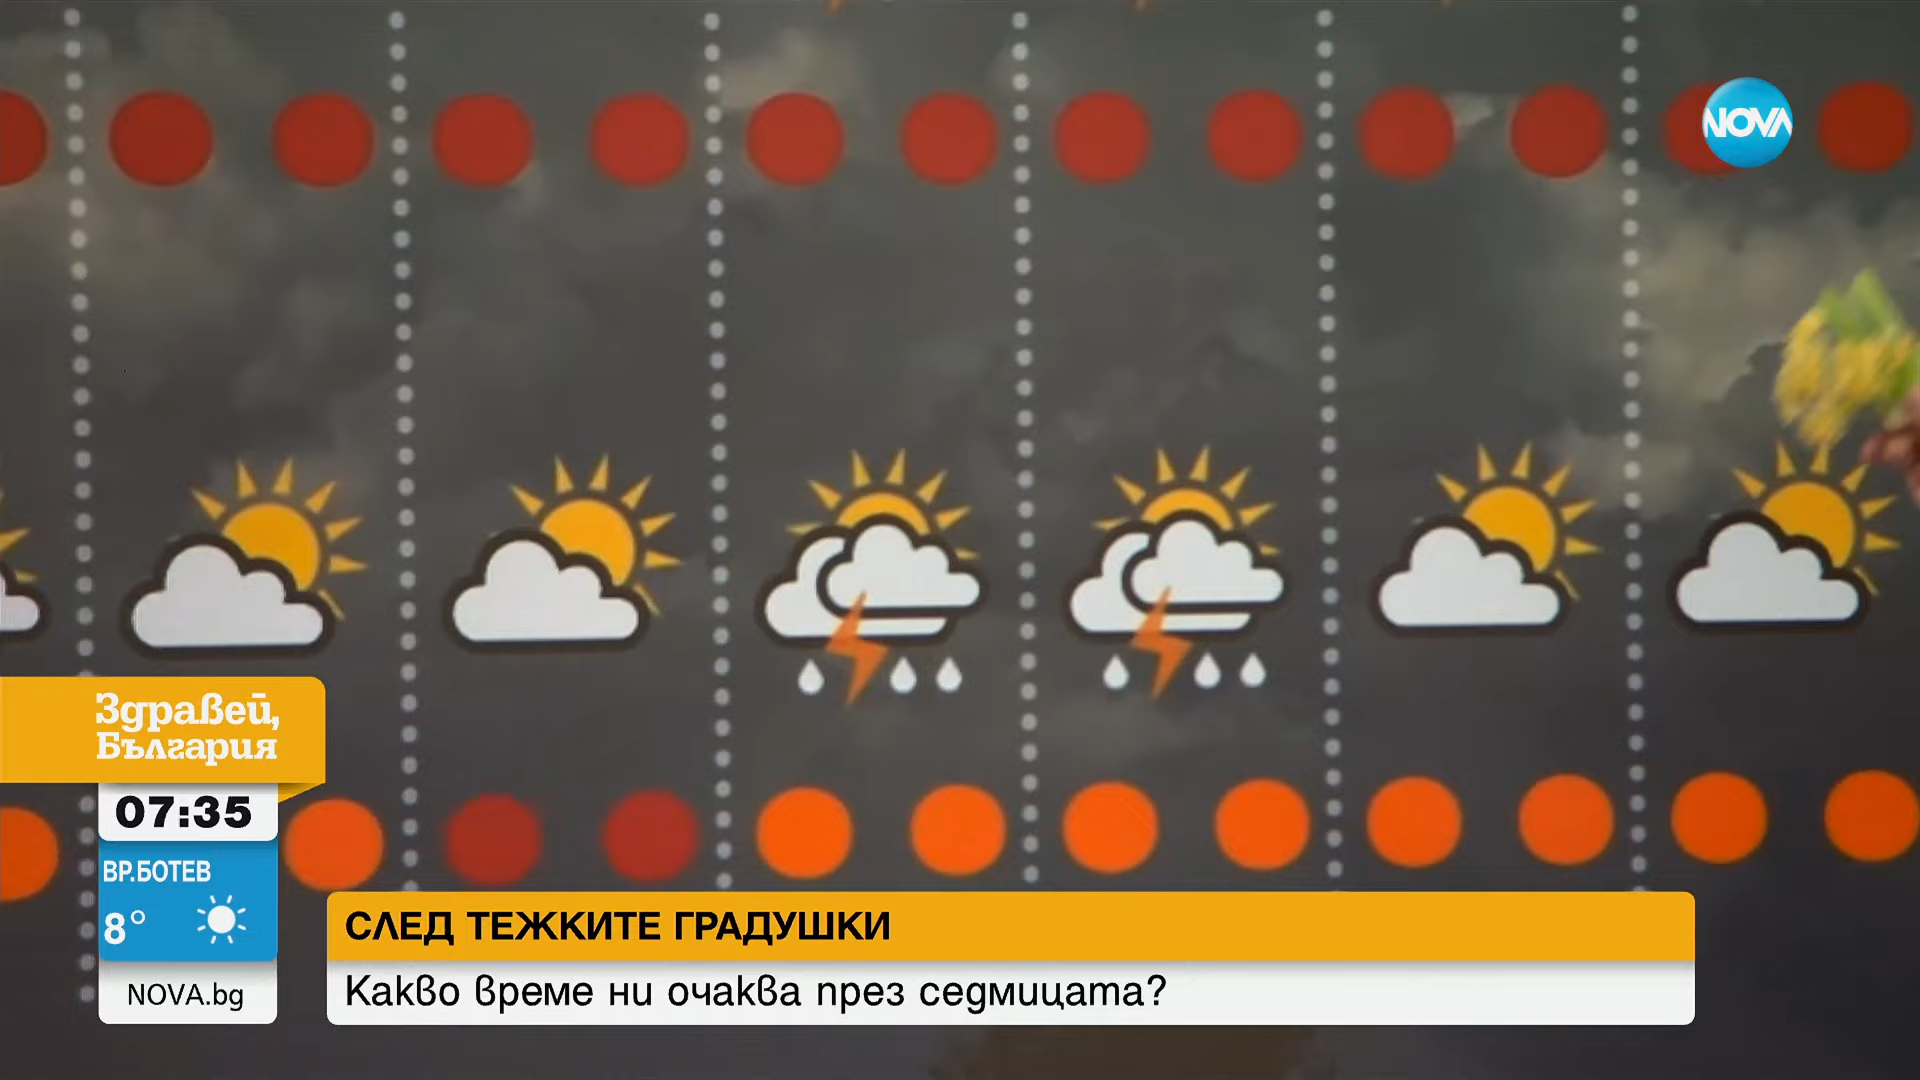 NOVA
Здравей,
България
07:35
ВР.БОТЕВ
8°
NOVA.bg
СЛЕД ТЕЖКИТЕ ГРАДУШКИ
Какво време ни очаква през седмицата?